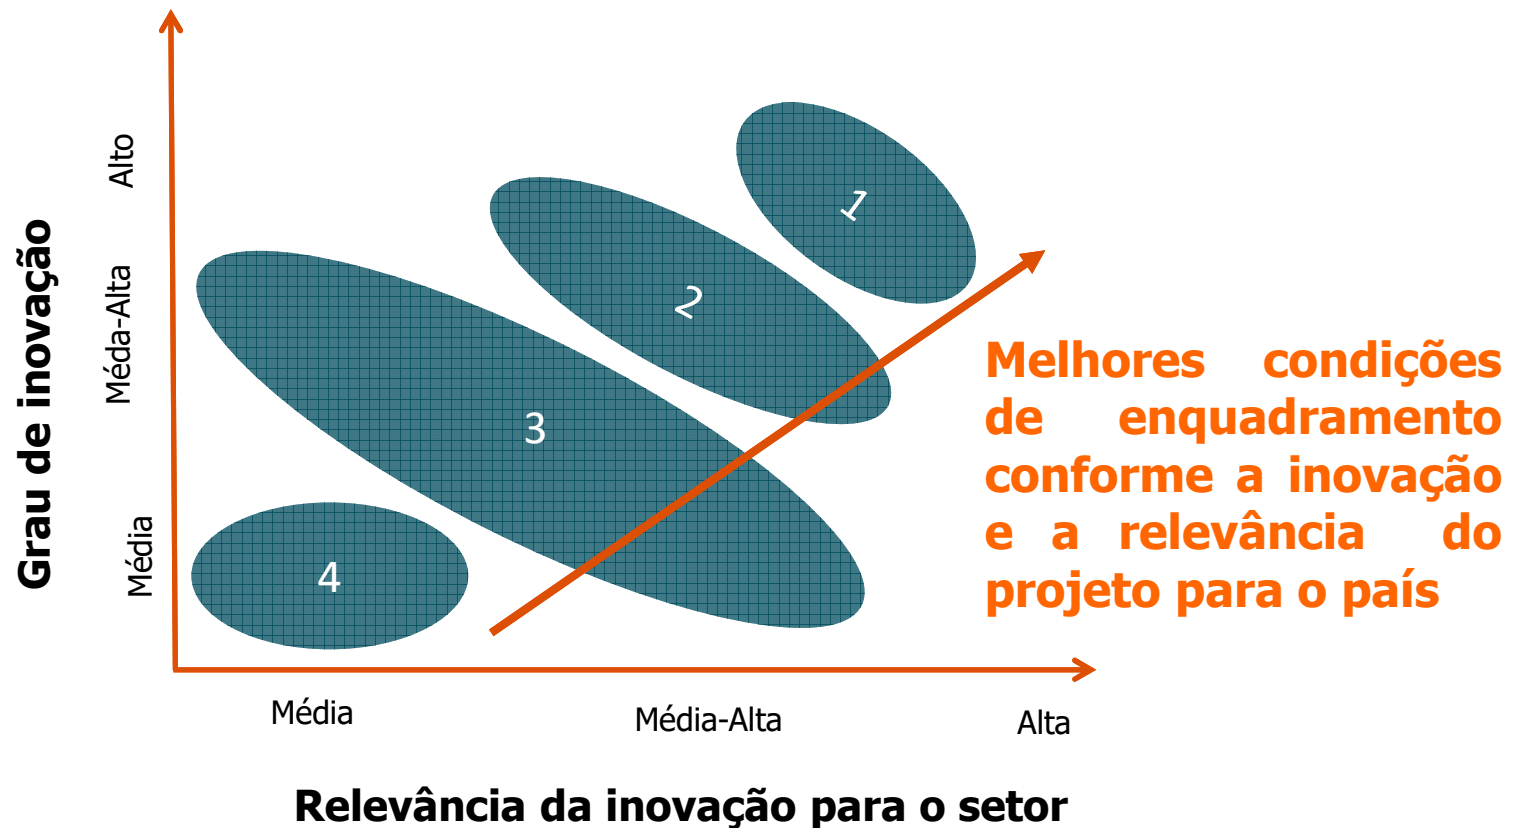 Grau de inovação
Alto
Méda-Alta
Média
1
2
3
4
Melhores condições
de enquadramento
conforme a inovação
e a relevância do
projeto para o país
Média
Média-Alta
Alta
Relevância da inovação para o setor